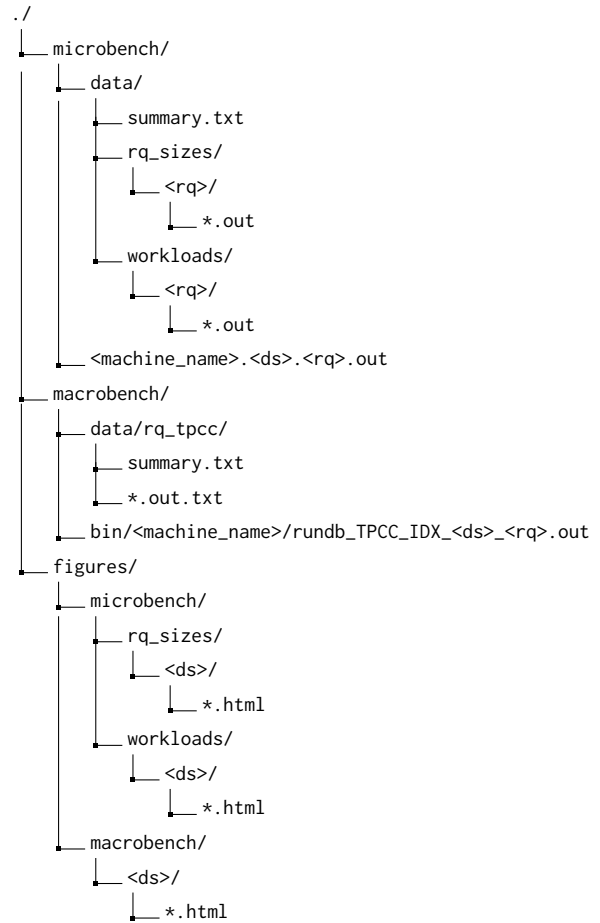 ./
microbench/
data/
summary.txt
rq_sizes/
<rq>/
*.out
workloads/
<rq>/
*.out
<machine_name>.<ds>.<rq>.out
macrobench/
data/rq_tpcc/
summary.txt
*.out.txt
bin/<machine_name>/rundb_TPCC_IDX_<ds>_<rq>.out
figures/
microbench/
rq_sizes/
<ds>/
*.html
workloads/
<ds>/
*.html
macrobench/
<ds>/
*.html